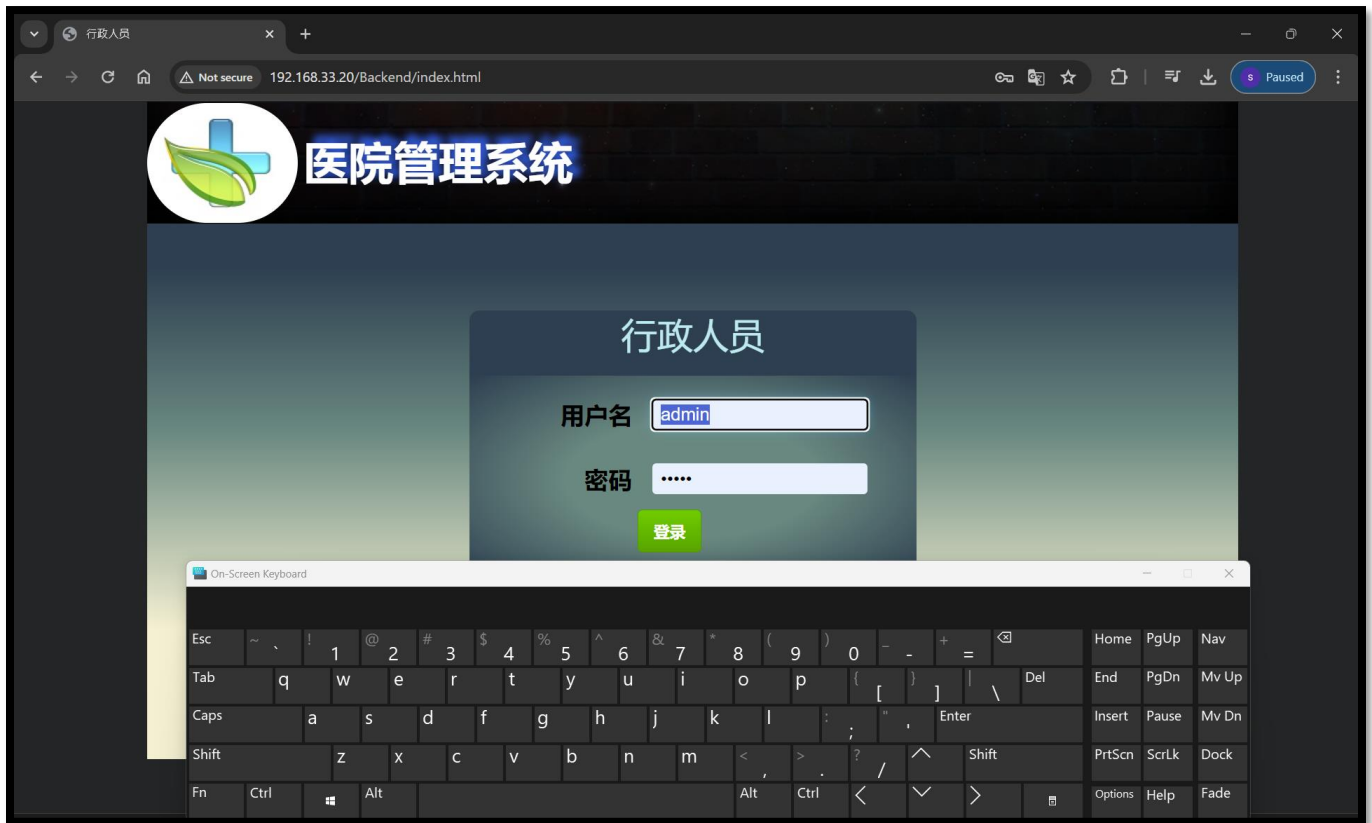 行政人员
Not secure 192.168.33.20/Backend/index.html
s Paused
医院管理系统
行政人员
用户名 admin
密码 •••••
登录
On-Screen Keyboard
Esc ~ ` ! 1 @ 2 # 3 $ 4 % 5 ^ 6 & 7 * 8 ( 9 ) 0 _ - + = Home PgUp Nav
Tab q w e r t y u i o p { [ } ] | \ Del End PgDn Mv Up
Caps a s d f g h j k l : ; " ' Enter Insert Pause Mv Dn
Shift z x c v b n m < , > . ? / Shift PrtScn ScrLk Dock
Fn Ctrl Alt Alt Ctrl Options Help Fade